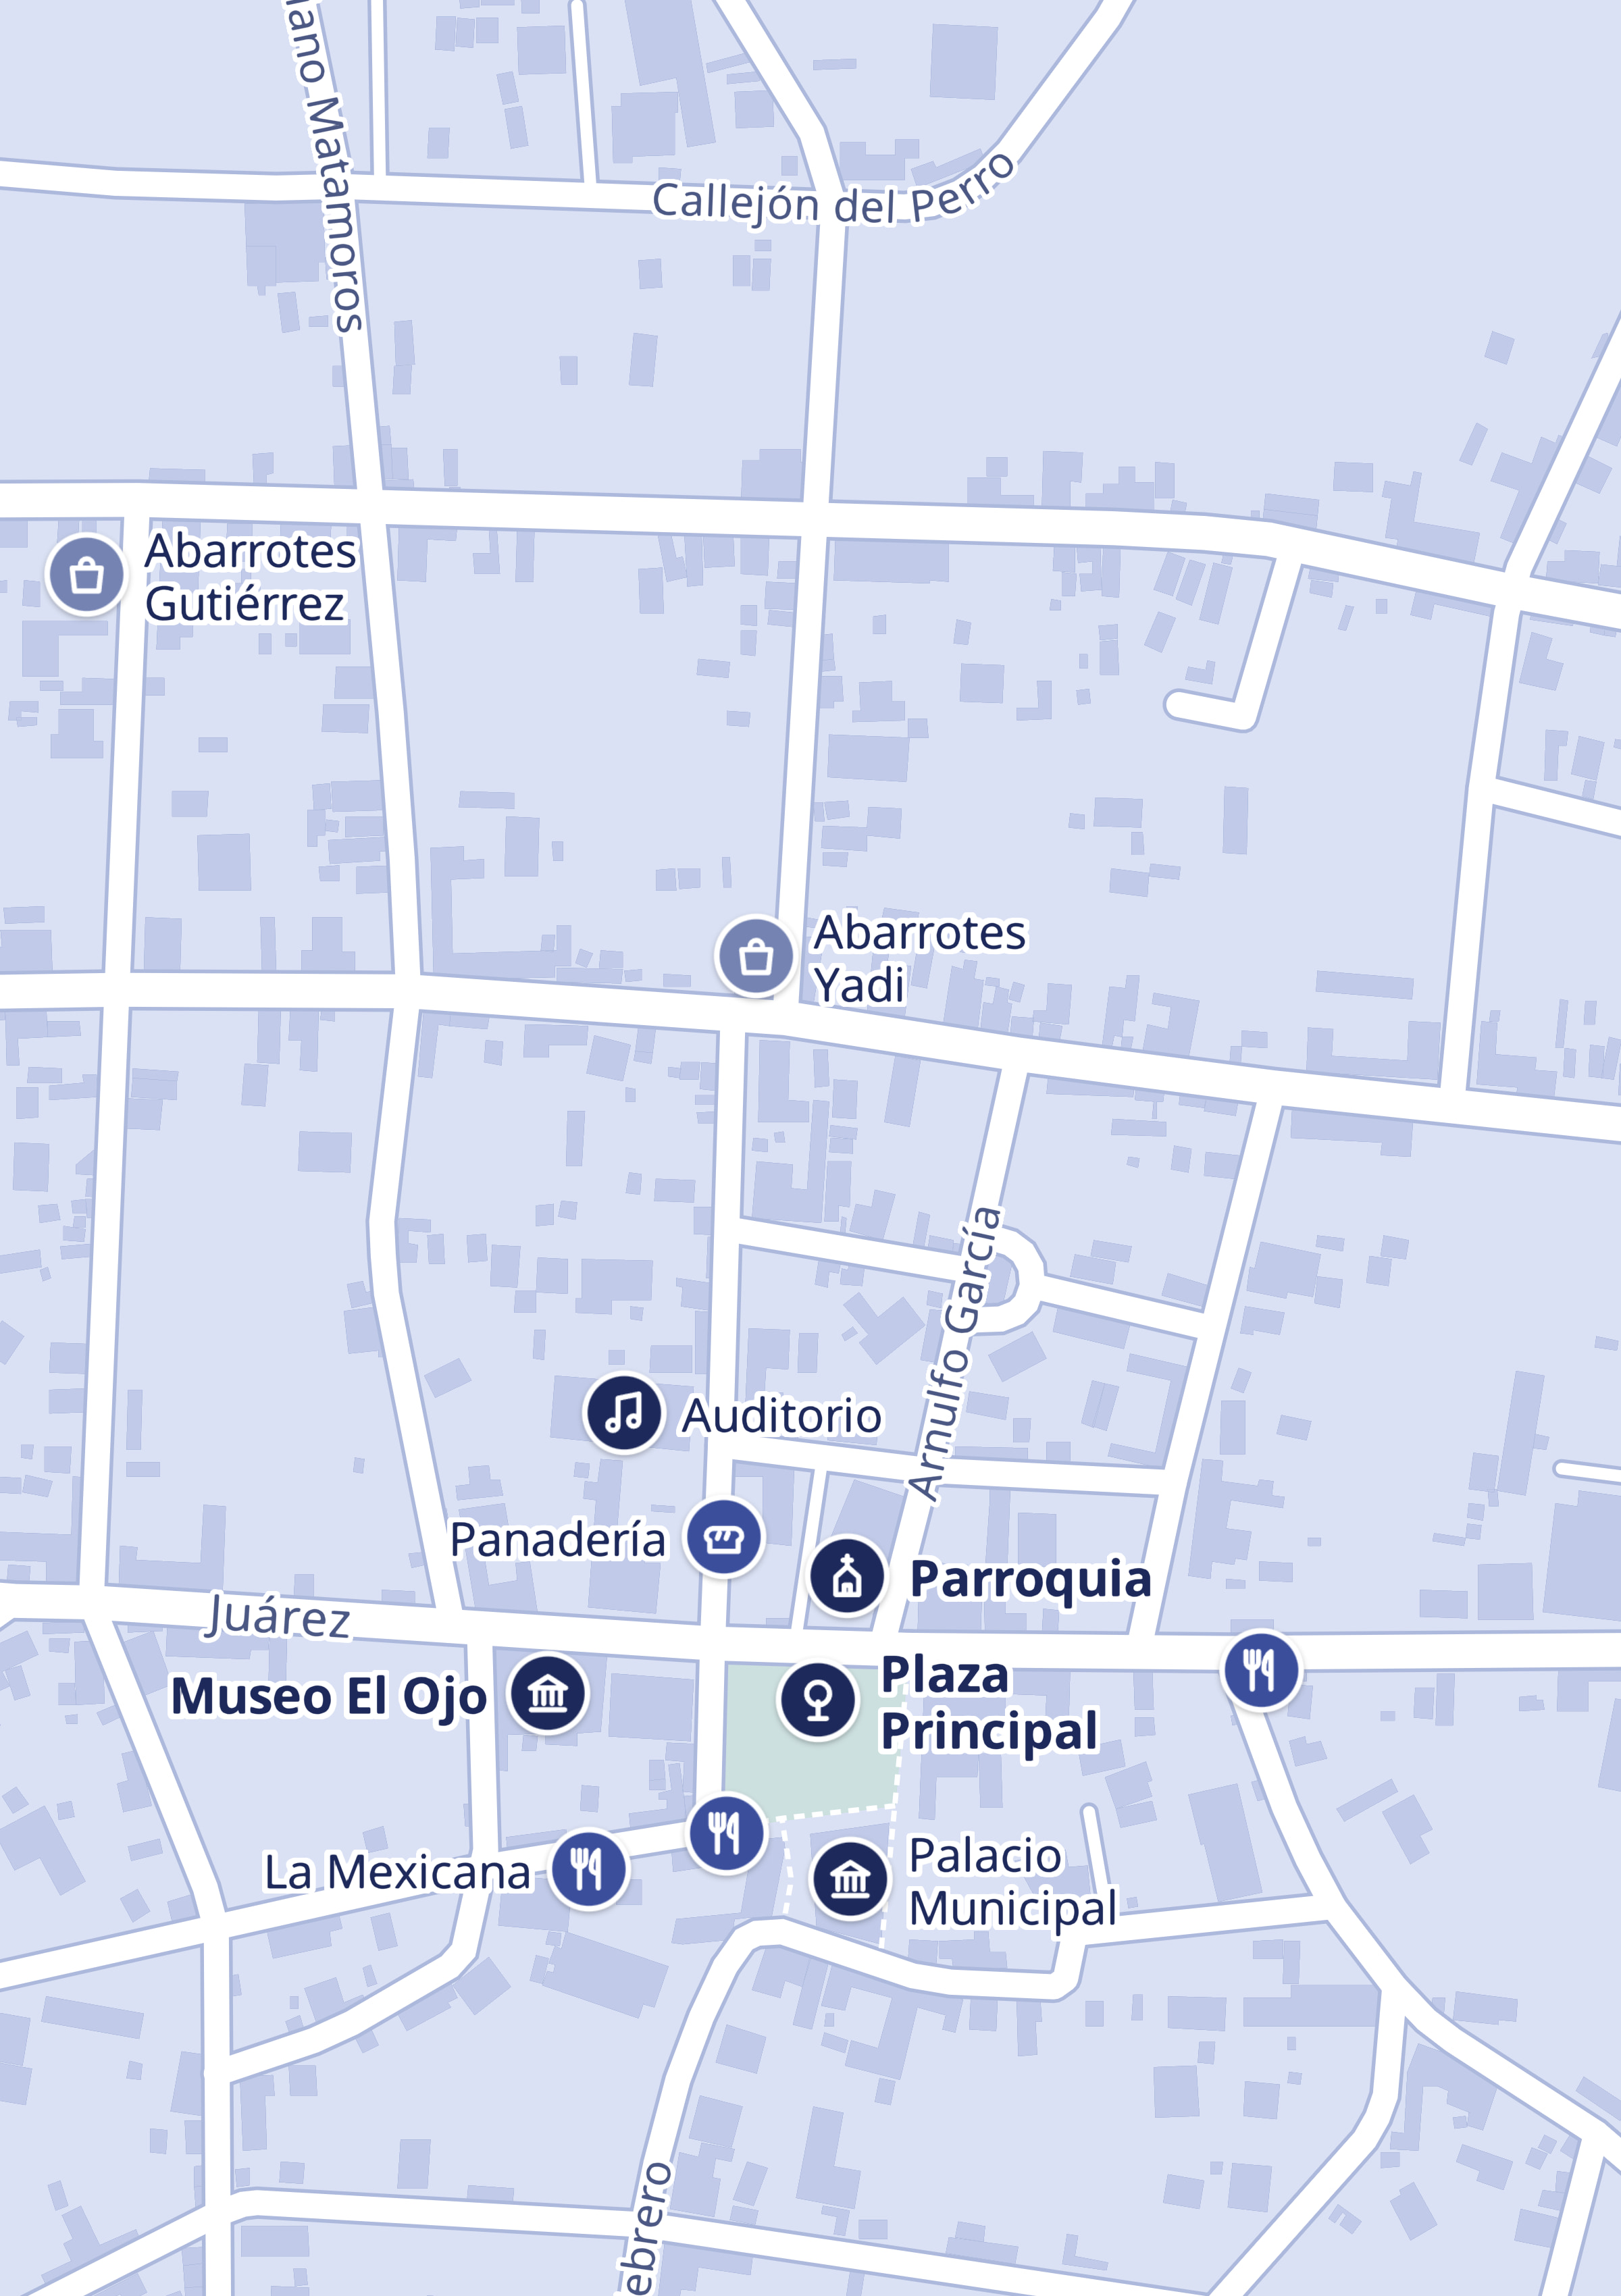 lano Matamoros
Callejón del Perro
Abarrotes
Gutiérrez
Abarrotes
Yadi
Arnulfo García
Auditorio
Panadería
Parroquia
Juárez
Museo El Ojo
Plaza
Principal
La Mexicana
Palacio
Municipal
ebrero